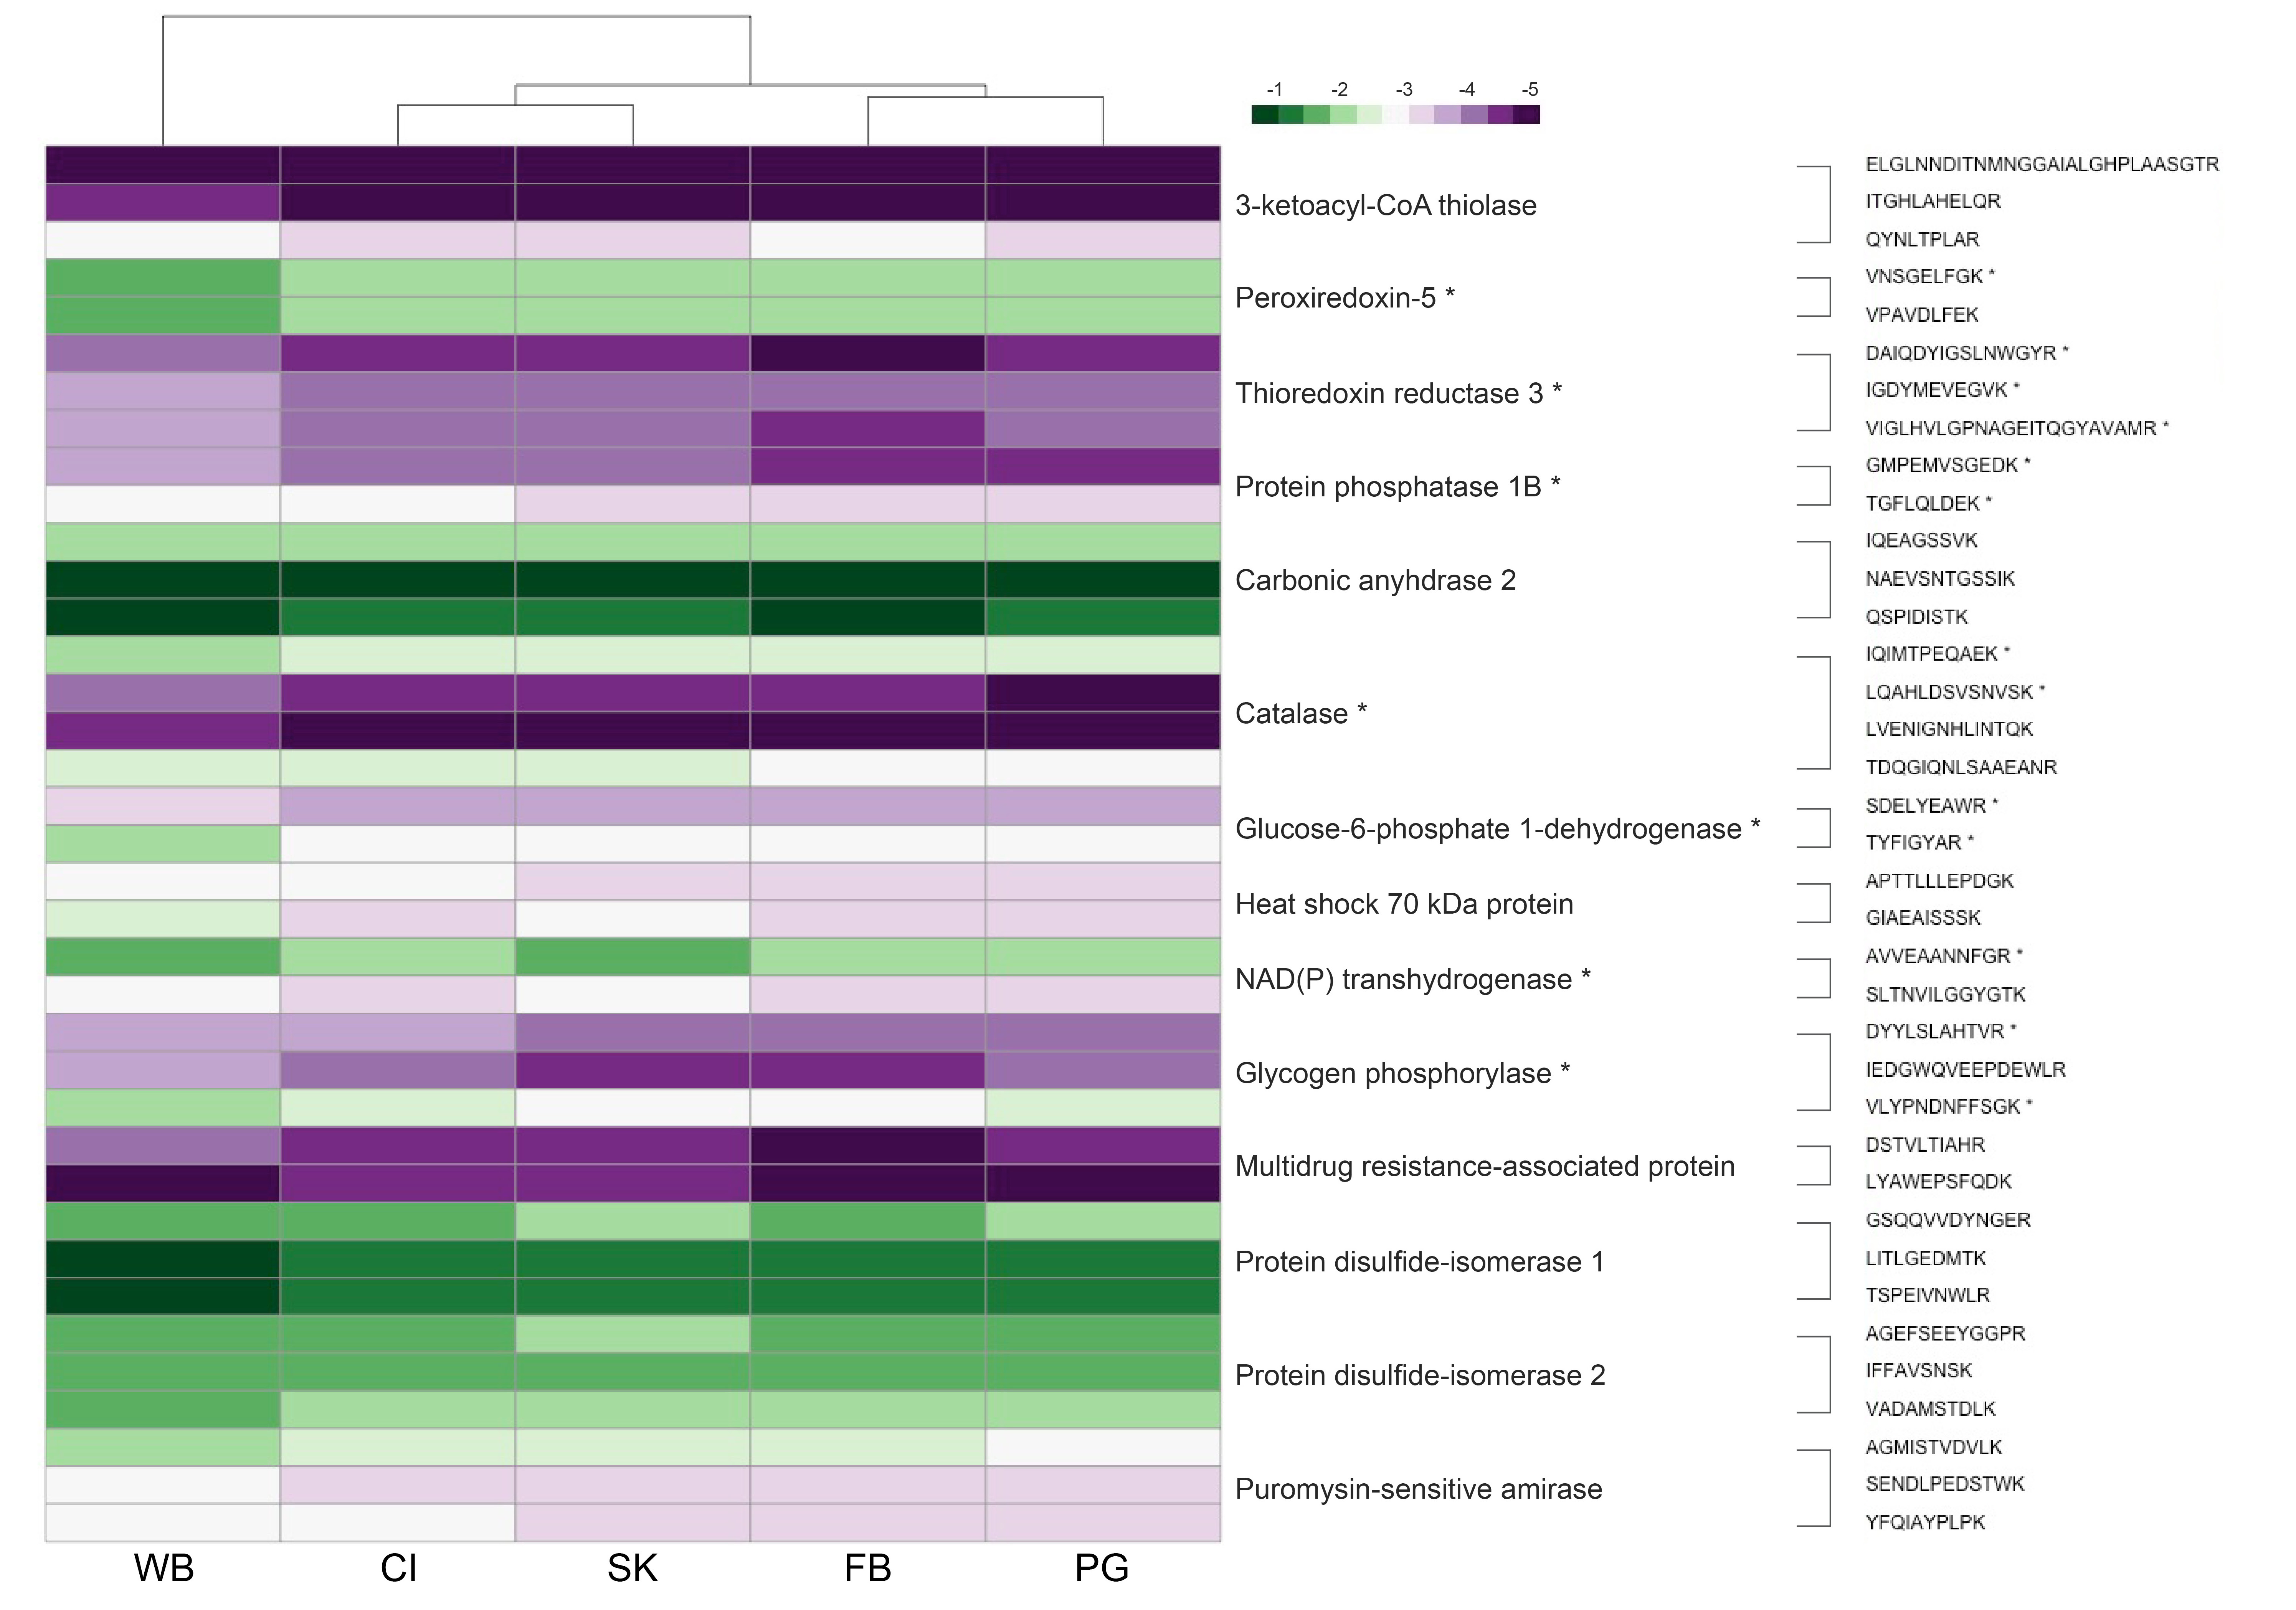 -1 -2 -3 -4 -5
ELGLNNDITNMNGGAIALGHPLAASGTR
3-ketoacyl-CoA thiolase
ITGHLAHELQR
QYNLTPLAR
VNSGELFGK *
Peroxiredoxin-5 *
VPAVDLFEK
DAIQDYIGSLNWGYR *
Thioredoxin reductase 3 *
IGDYMEVEGVK *
VIGLHVLGPNAGEITQGYAVAMR *
GMPEMVSGEDK *
Protein phosphatase 1B *
TGFLQLDEK *
IQEAGSSVK
Carbonic anyhdrase 2
NAEVSNTGSSIK
QSPIDISTK
IQIMTPEQAEK *
LQAHLDSVSNVSK *
Catalase *
LVENIGNHLINTQK
TDQGIQNLSAAEANR
SDELYEAWR *
Glucose-6-phosphate 1-dehydrogenase *
TYFIGYAR *
APTTLLLEPDGK
Heat shock 70 kDa protein
GIAEAISSSK
AVVEAANNFGR *
NAD(P) transhydrogenase *
SLTNVILGGYGTK
DYYLSLAHTVR *
Glycogen phosphorylase *
IEDGWQVEEPDEWLR
VLYPNDNFFSGK *
DSTVLTIAHR
Multidrug resistance-associated protein
LYAWEPSFQDK
GSQQVVDYNGER
Protein disulfide-isomerase 1
LITLGEDMTK
TSPEIVNWLR
AGEFSEEYGGPR
Protein disulfide-isomerase 2
IFFAVSNSK
VADAMSTDLK
AGMISTVDVLK
Puromysin-sensitive amirase
SENDLPEDSTWK
YFQIAYPLPK
WB CI SK FB PG